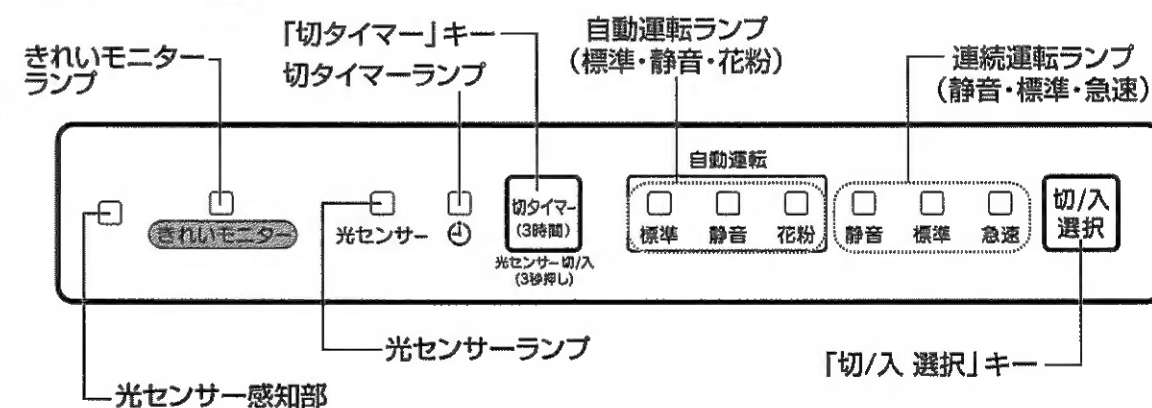 きれいモニター
ランプ
「切タイマー」キー
切タイマーランプ
自動運転ランプ
(標準・静音・花粉)
連続運転ランプ
(静音・標準・急速)
きれいモニター
光センサー
切タイマー
(3時間)
光センサー切/入
(3秒押し)
自動運転
標準
静音
花粉
静音
標準
急速
切/入
選択
光センサーランプ
「切/入 選択」キー
光センサー感知部